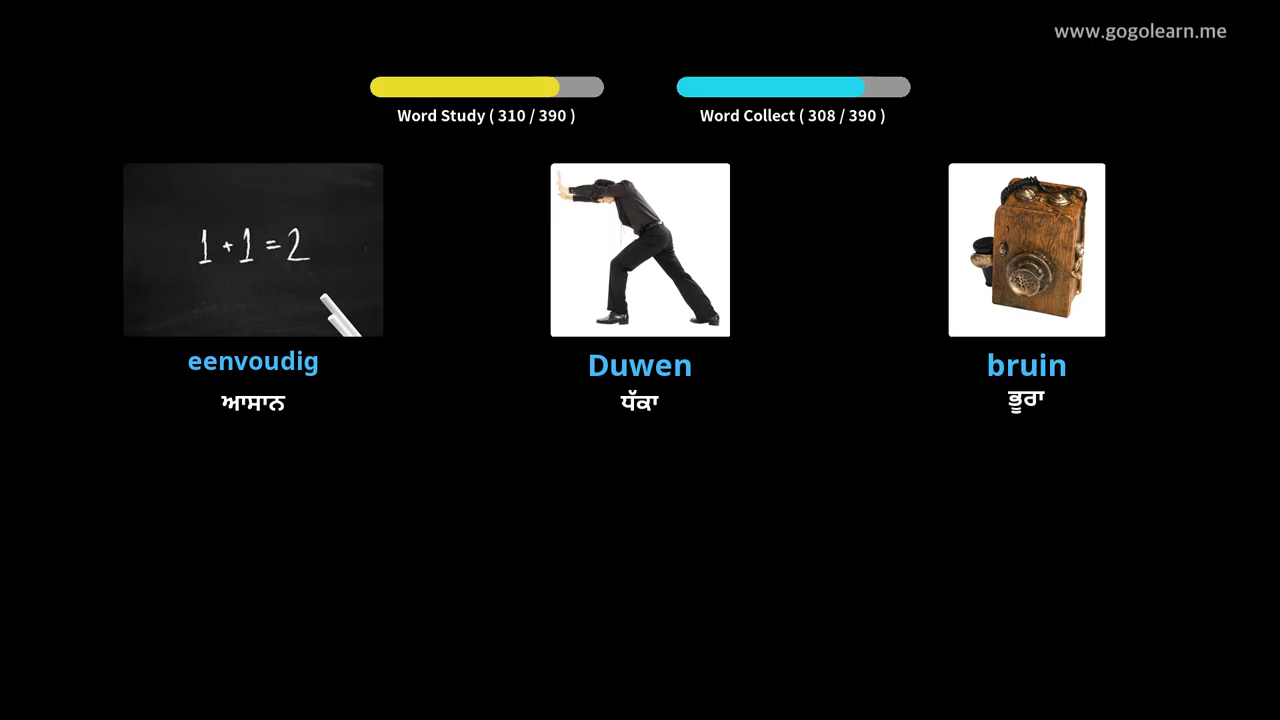 www.gogolearn.me
Word Study ( 310 / 390 )
Word Collect ( 308 / 390 )
1 + 1 = 2
eenvoudig
Duwen
bruin
ਆਸਾਨ
ਧੱਕਾ
ਭੂਰਾ